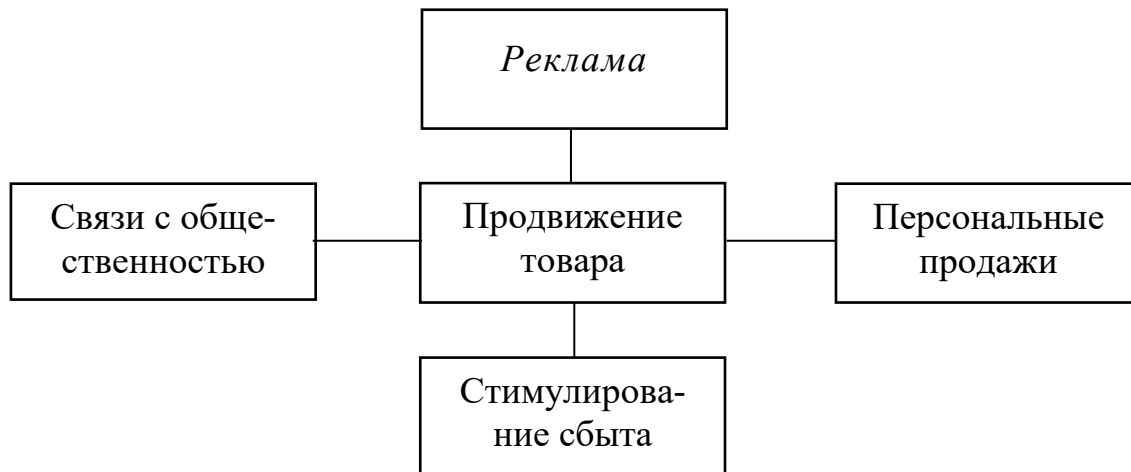 Реклама
Связи с обще-
ственностью
Продвижение
товара
Персональные
продажи
Стимулирова-
ние сбыта